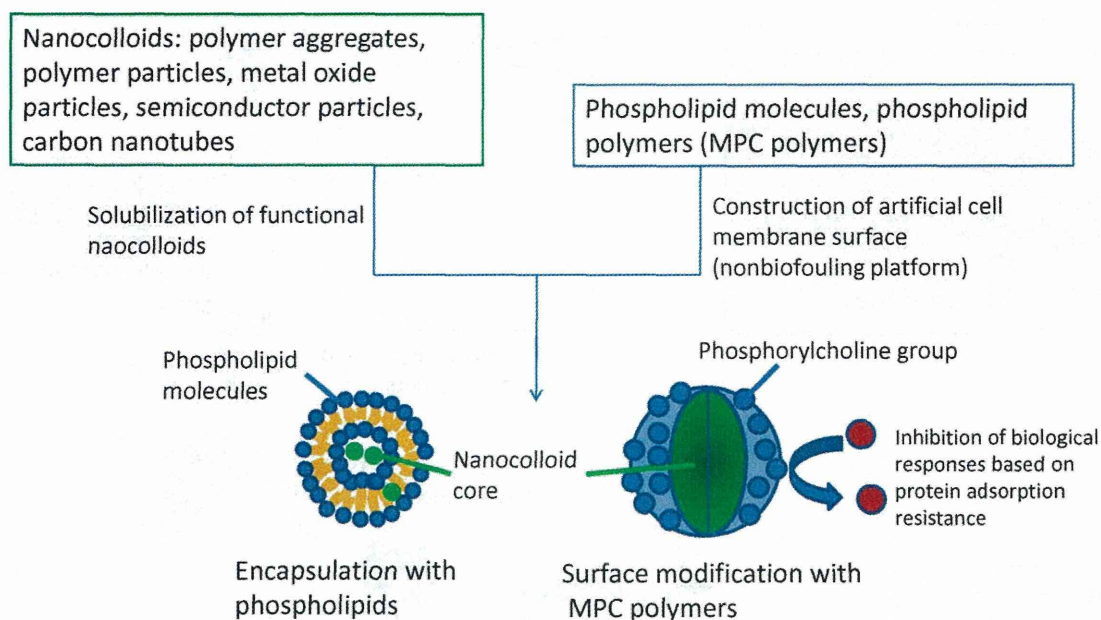 Nanocolloids: polymer aggregates,
polymer particles, metal oxide
particles, semiconductor particles,
carbon nanotubes
Phospholipid molecules, phospholipid
polymers (MPC polymers)
Solubilization of functional
naocolloids
Construction of artificial cell
membrane surface
(nonbiofouling platform)
Phospholipid
molecules
Phosphorylcholine group
Nanocolloid
core
Inhibition of biological
responses based on
protein adsorption
resistance
Encapsulation with
phospholipids
Surface modification with
MPC polymers